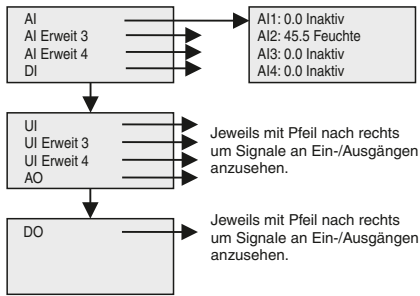 AI
AI Erweit 3
AI Erweit 4
DI
AI1: 0.0 Inaktiv
AI2: 45.5 Feuchte
AI3: 0.0 Inaktiv
AI4: 0.0 Inaktiv
UI
UI Erweit 3
UI Erweit 4
AO
Jeweils mit Pfeil nach rechts
um Signale an Ein-/Ausgängen
anzusehen.
DO
Jeweils mit Pfeil nach rechts
um Signale an Ein-/Ausgängen
anzusehen.